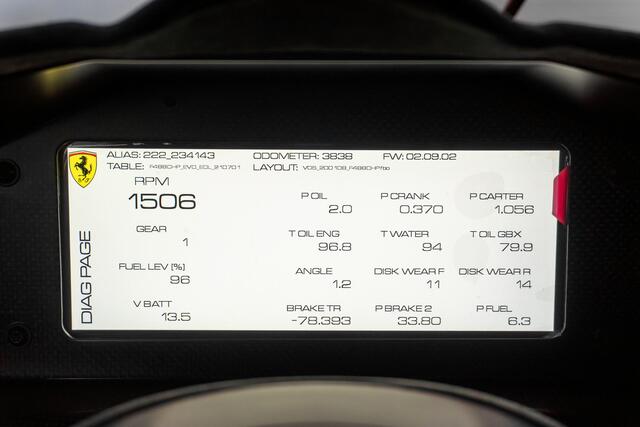 ALIAS: 222_234143 ODOMETER: 3838 FW: 02.09.02
TABLE: F488CHP_EVO_EOL_210701 LAYOUT:
RPM
1506
P OIL P CRANK P CARTER
2.0 0.370 1.056
GEAR T OIL ENG T WATER T OIL GBX
1 96.8 94 79.9
FUEL LEV [%] ANGLE DISK WEAR F DISK WEAR R
96 1.2 11 14
V BATT BRAKE TR P BRAKE 2 P FUEL
13.5 -78.393 33.80 6.3
DIAG PAGE